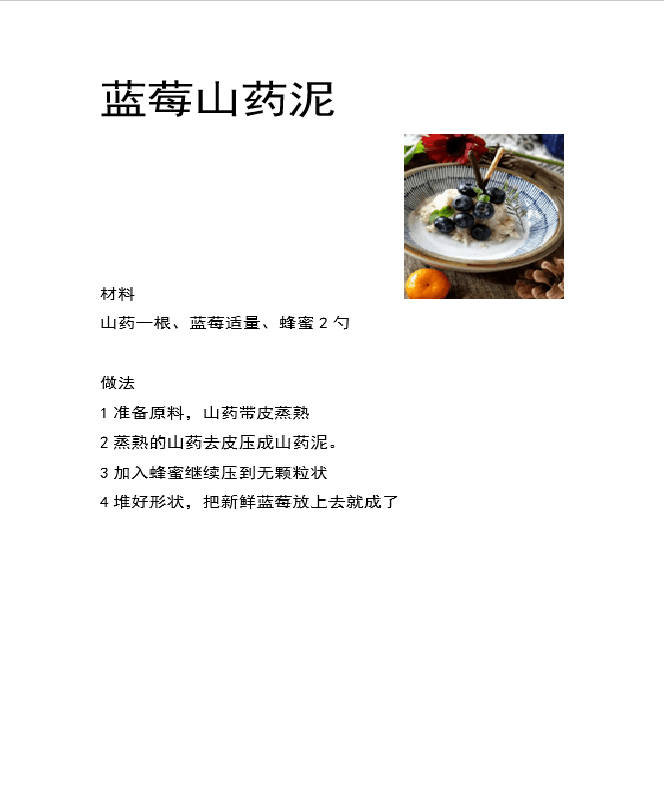 蓝莓山药泥
材料
山药一根、蓝莓适量、蜂蜜 2 勺
做法
1 准备原料，山药带皮蒸熟
2 蒸熟的山药去皮压成山药泥。
3 加入蜂蜜继续压到无颗粒状
4 堆好形状，把新鲜蓝莓放上去就成了